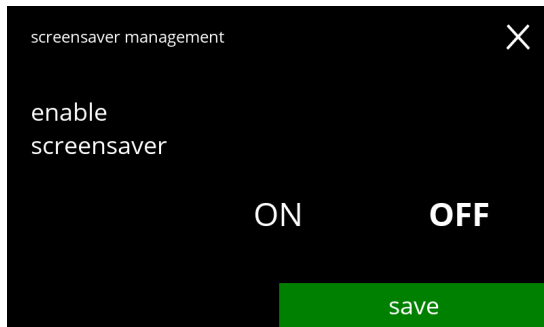 screensaver management
enable
screensaver
ON OFF
save